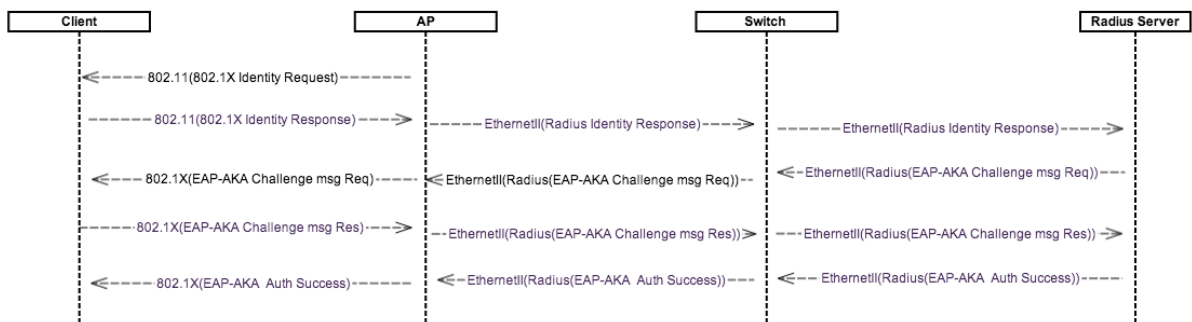 Client
AP
Switch
Radius Server
802.11(802.1X Identity Request)
802.11(802.1X Identity Response)
EthernetII(Radius Identity Response)
EthernetII(Radius Identity Response)
EthernetII(Radius(EAP-AKA Challenge msg Req))
EthernetII(Radius(EAP-AKA Challenge msg Req))
802.1X(EAP-AKA Challenge msg Req)
802.1X(EAP-AKA Challenge msg Res)
EthernetII(Radius(EAP-AKA Challenge msg Res))
EthernetII(Radius(EAP-AKA Challenge msg Res))
EthernetII(Radius(EAP-AKA Auth Success))
EthernetII(Radius(EAP-AKA Auth Success))
802.1X(EAP-AKA Auth Success)